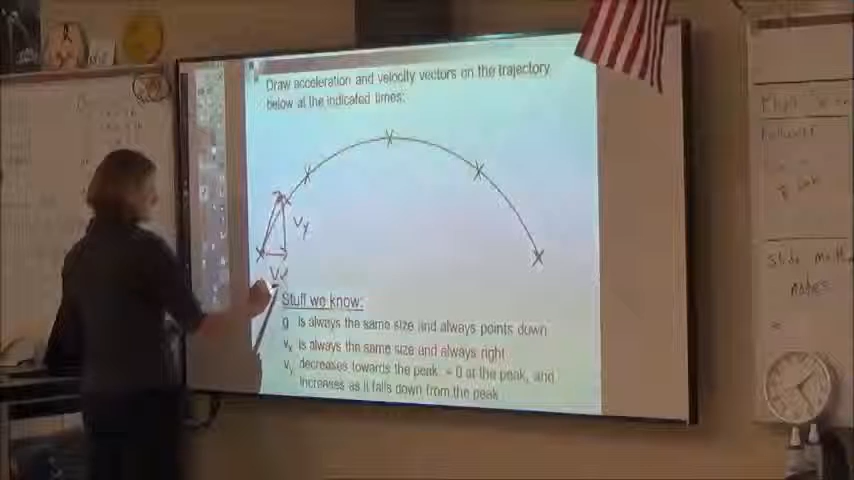 Draw acceleration and velocity vectors on the trajectory
below at the indicated times:
Vy
Vx
Stuff we know:
g is always the same size and always points down
vx is always the same size and always right
vy decreases towards the peak = 0 at the peak, and
increases as it falls down from the peak
notes